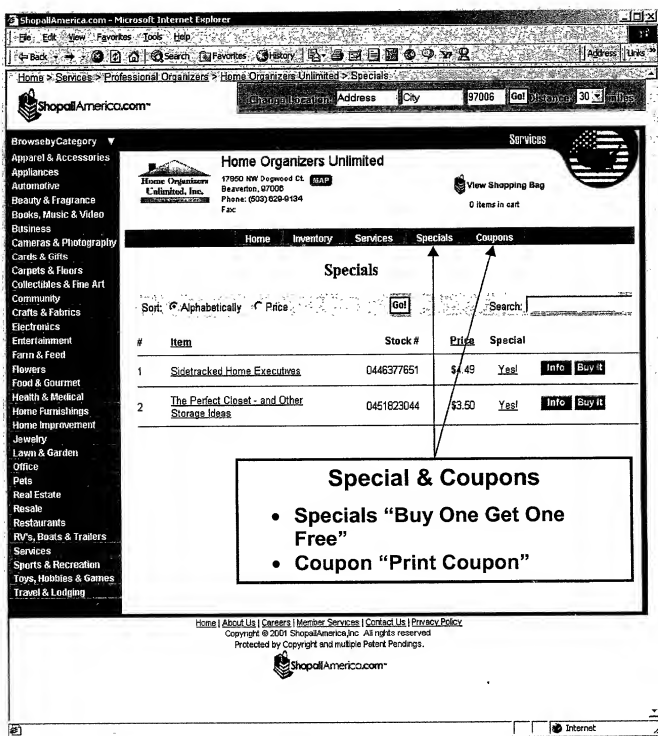 ShopallAmerica.com - Microsoft Internet Explorer
File Edit View Favorites Tools Help
Back Search Favorites History Address Links
Home > Services > Professional Organizers > Home Organizers Unlimited > Specials
ShopallAmerica.com™
Change Location: Address City 97006 Go! Distance: 30 miles
BrowsebyCategory Services
Apparel & Accessories
Appliances
Automotive
Beauty & Fragrance
Books, Music & Video
Business
Cameras & Photography
Cards & Gifts
Carpets & Floors
Collectibles & Fine Art
Community
Crafts & Fabrics
Electronics
Entertainment
Farm & Feed
Flowers
Food & Gourmet
Health & Medical
Home Furnishings
Home Improvement
Jewelry
Lawn & Garden
Office
Pets
Real Estate
Resale
Restaurants
RV's, Boats & Trailers
Services
Sports & Recreation
Toys, Hobbies & Games
Travel & Lodging
Home Organizers
Unlimited, Inc.
Home Organizers Unlimited
17950 NW Dogwood Ct. MAP
Beaverton, 97006
Phone: (503) 629-9134
Fax:
View Shopping Bag
0 items in cart
Home Inventory Services Specials Coupons
Specials
Sort: Alphabetically Price Go! Search:
# Item Stock # Price Special
1 Sidetracked Home Executives 0446377651 $4.49 Yes! Info Buy it
2 The Perfect Closet - and Other
Storage Ideas 0451823044 $3.50 Yes! Info Buy it
Special & Coupons
• Specials “Buy One Get One
Free”
• Coupon “Print Coupon”
Home | About Us | Careers | Member Services | Contact Us | Privacy Policy
Copyright © 2001 ShopallAmerica,Inc All rights reserved
Protected by Copyright and multiple Patent Pendings.
ShopallAmerica.com™
Internet